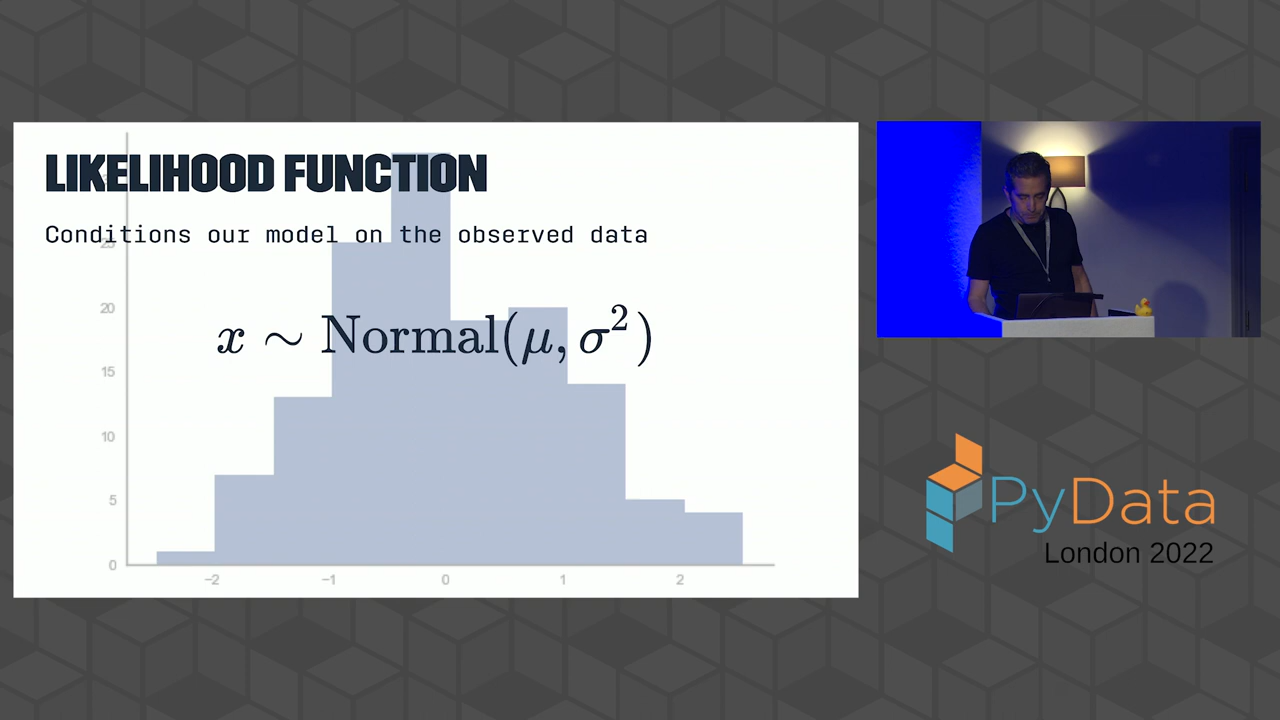 LIKELIHOOD FUNCTION
Conditions our model on the observed data
x ∼ Normal(μ, σ²)
25
20
15
10
5
0
−2 −1 0 1 2
PyData
London 2022